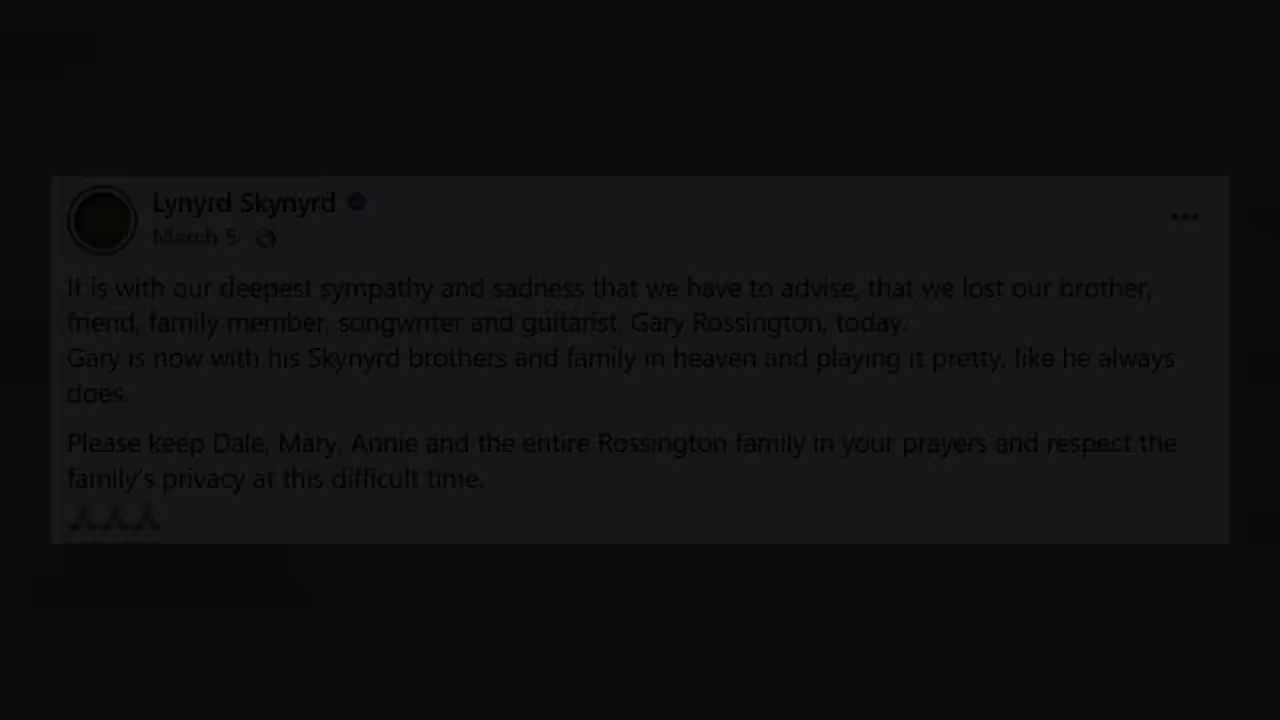 Lynyrd Skynyrd
March 5
It is with our deepest sympathy and sadness that we have to advise, that we lost our brother,
friend, family member, songwriter and guitarist, Gary Rossington, today.
Gary is now with his Skynyrd brothers and family in heaven and playing it pretty, like he always
does.
Please keep Dale, Mary, Annie and the entire Rossington family in your prayers and respect the
family's privacy at this difficult time.